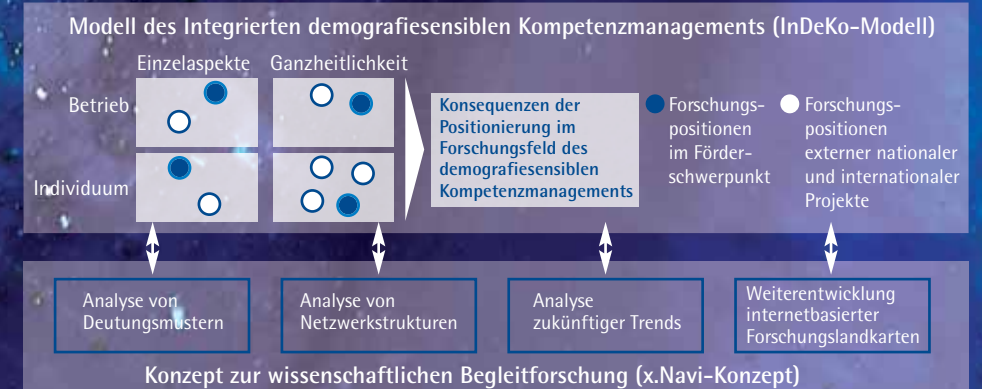 Modell des Integrierten demografiesensiblen Kompetenzmanagements (InDeKo-Modell)
Einzelaspekte
Ganzheitlichkeit
Betrieb
Individuum
Konsequenzen der
Positionierung im
Forschungsfeld des
demografiesensiblen
Kompetenzmanagements
Forschungs-
positionen
im Förder-
schwerpunkt
Forschungs-
positionen
externer nationaler
und internationaler
Projekte
Analyse von
Deutungsmustern
Analyse von
Netzwerkstrukturen
Analyse
zukünftiger Trends
Weiterentwicklung
internetbasierter
Forschungslandkarten
Konzept zur wissenschaftlichen Begleitforschung (x.Navi-Konzept)